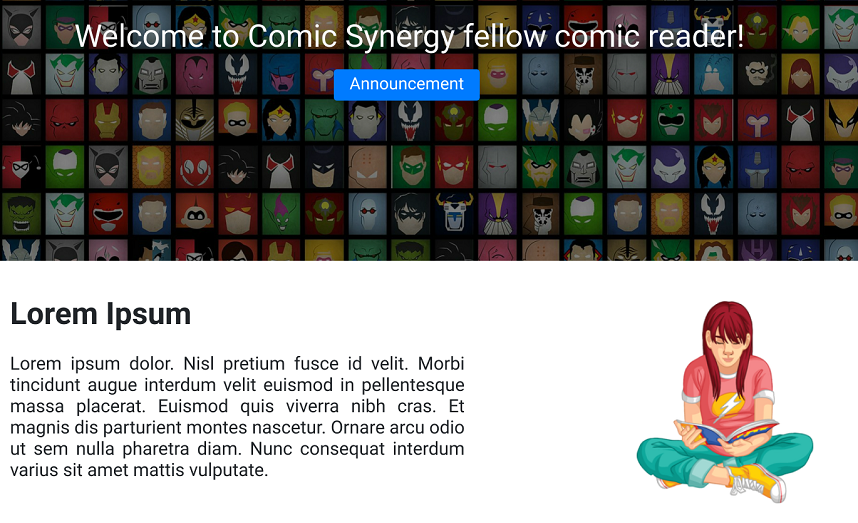 Welcome to Comic Synergy fellow comic reader!
Announcement
Lorem Ipsum
Lorem ipsum dolor. Nisl pretium fusce id velit. Morbi
tincidunt augue interdum velit euismod in pellentesque
massa placerat. Euismod quis viverra nibh cras. Et
magnis dis parturient montes nascetur. Ornare arcu odio
ut sem nulla pharetra diam. Nunc consequat interdum
varius sit amet mattis vulputate.